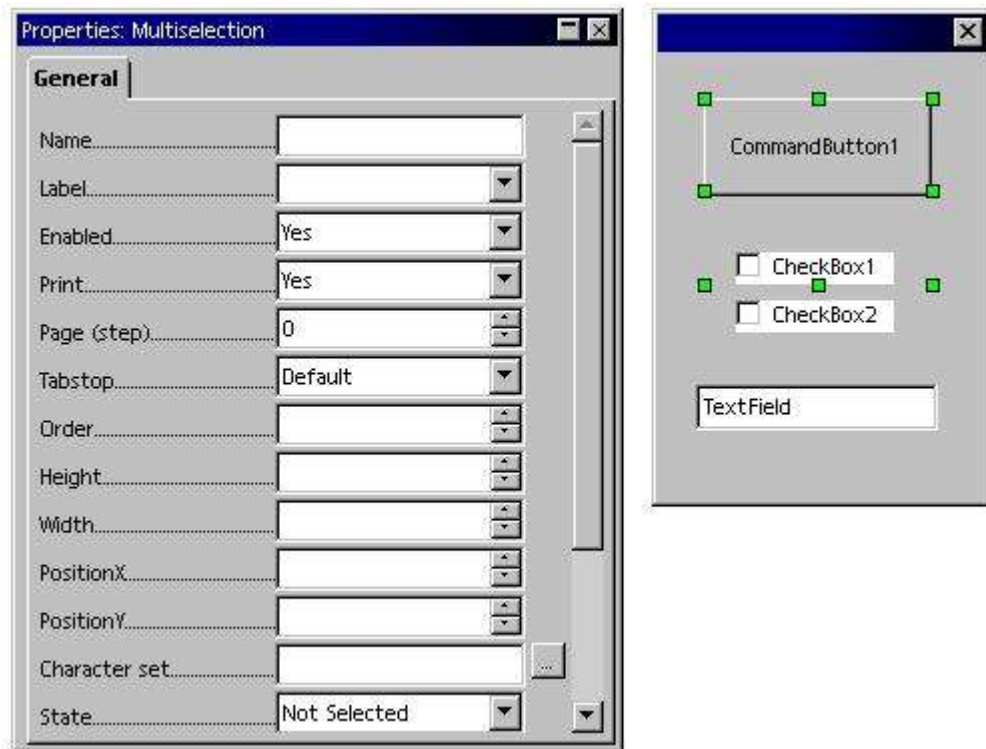 Properties: Multiselection
General
Name
Label
Enabled Yes
Print Yes
Page (step) 0
Tabstop Default
Order
Height
Width
PositionX
PositionY
Character set ...
State Not Selected
CommandButton1
CheckBox1
CheckBox2
TextField